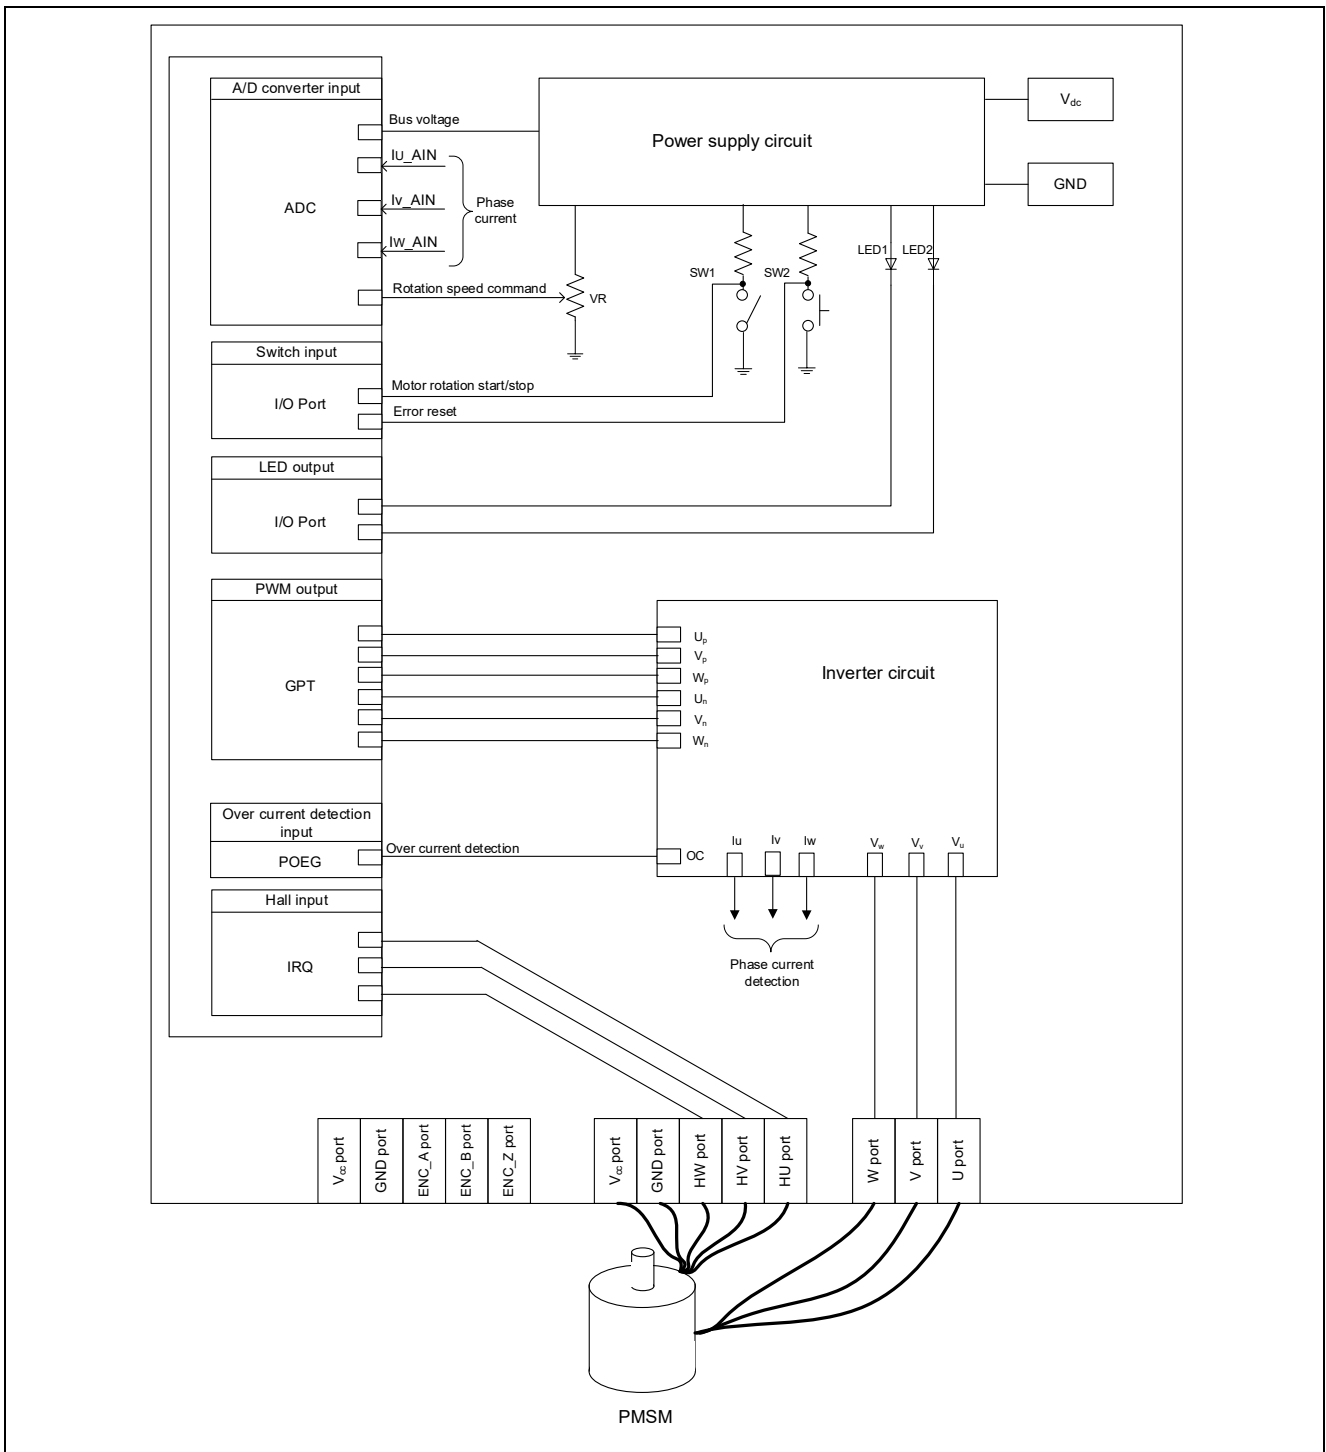 A/D converter input
ADC
Bus voltage
IU_AIN
IV_AIN
IW_AIN
Phase
current
Rotation speed command
Power supply circuit
Vdc
GND
VR
SW1
SW2
LED1
LED2
Switch input
I/O Port
Motor rotation start/stop
Error reset
LED output
I/O Port
PWM output
GPT
Up
Vp
Wp
Un
Vn
Wn
Inverter circuit
Over current detection
input
POEG
Over current detection
OC
Iu
Iv
Iw
Vw
Vv
Vu
Phase current
detection
Hall input
IRQ
Vcc port
GND port
ENC_A port
ENC_B port
ENC_Z port
Vcc port
GND port
HW port
HV port
HU port
W port
V port
U port
PMSM